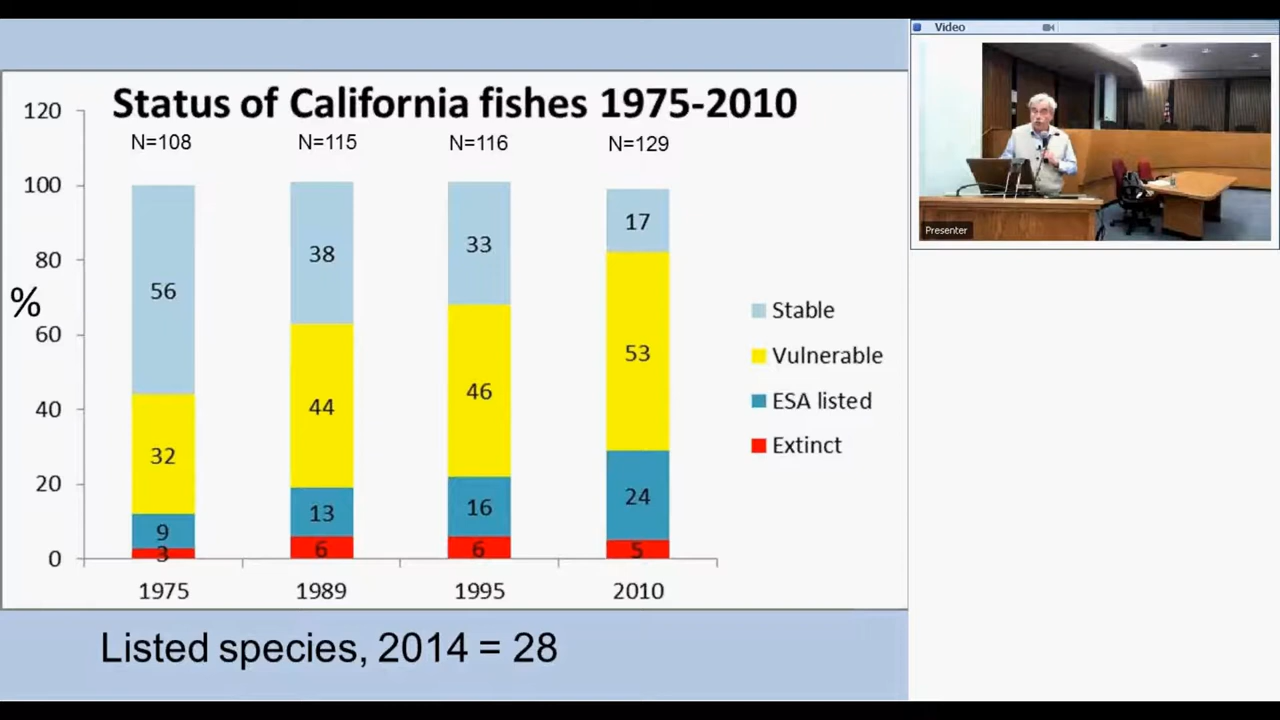 Status of California fishes 1975-2010
N=108 N=115 N=116 N=129
120
100
80
60
40
20
0
%
56 38 33 17
32 44 46 53
9 13 16 24
3 6 6 5
1975 1989 1995 2010
Stable
Vulnerable
ESA listed
Extinct
Listed species, 2014 = 28
Video
Presenter